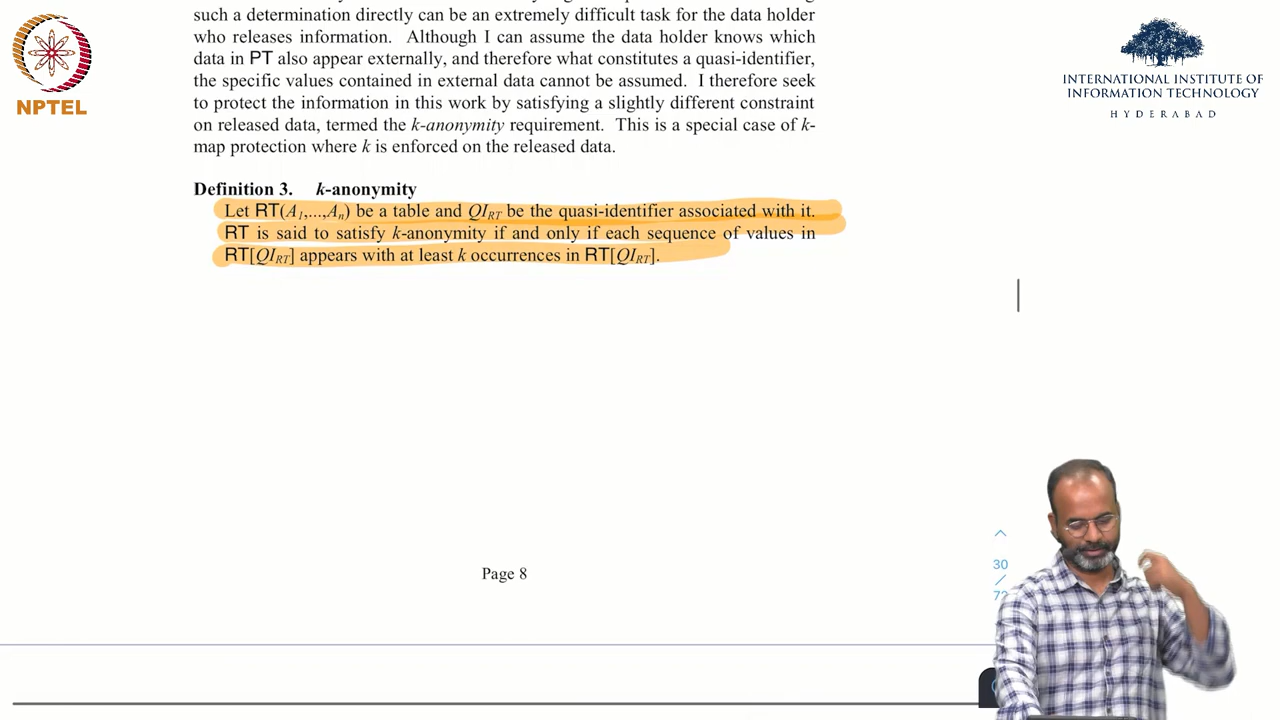 such a determination directly can be an extremely difficult task for the data holder
who releases information. Although I can assume the data holder knows which
data in PT also appear externally, and therefore what constitutes a quasi-identifier,
the specific values contained in external data cannot be assumed. I therefore seek
to protect the information in this work by satisfying a slightly different constraint
on released data, termed the k-anonymity requirement. This is a special case of k-
map protection where k is enforced on the released data.
Definition 3. k-anonymity
Let RT(A1,...,An) be a table and QIRT be the quasi-identifier associated with it.
RT is said to satisfy k-anonymity if and only if each sequence of values in
RT[QIRT] appears with at least k occurrences in RT[QIRT].
Page 8
NPTEL
INTERNATIONAL INSTITUTE OF
INFORMATION TECHNOLOGY
HYDERABAD
30
/
72